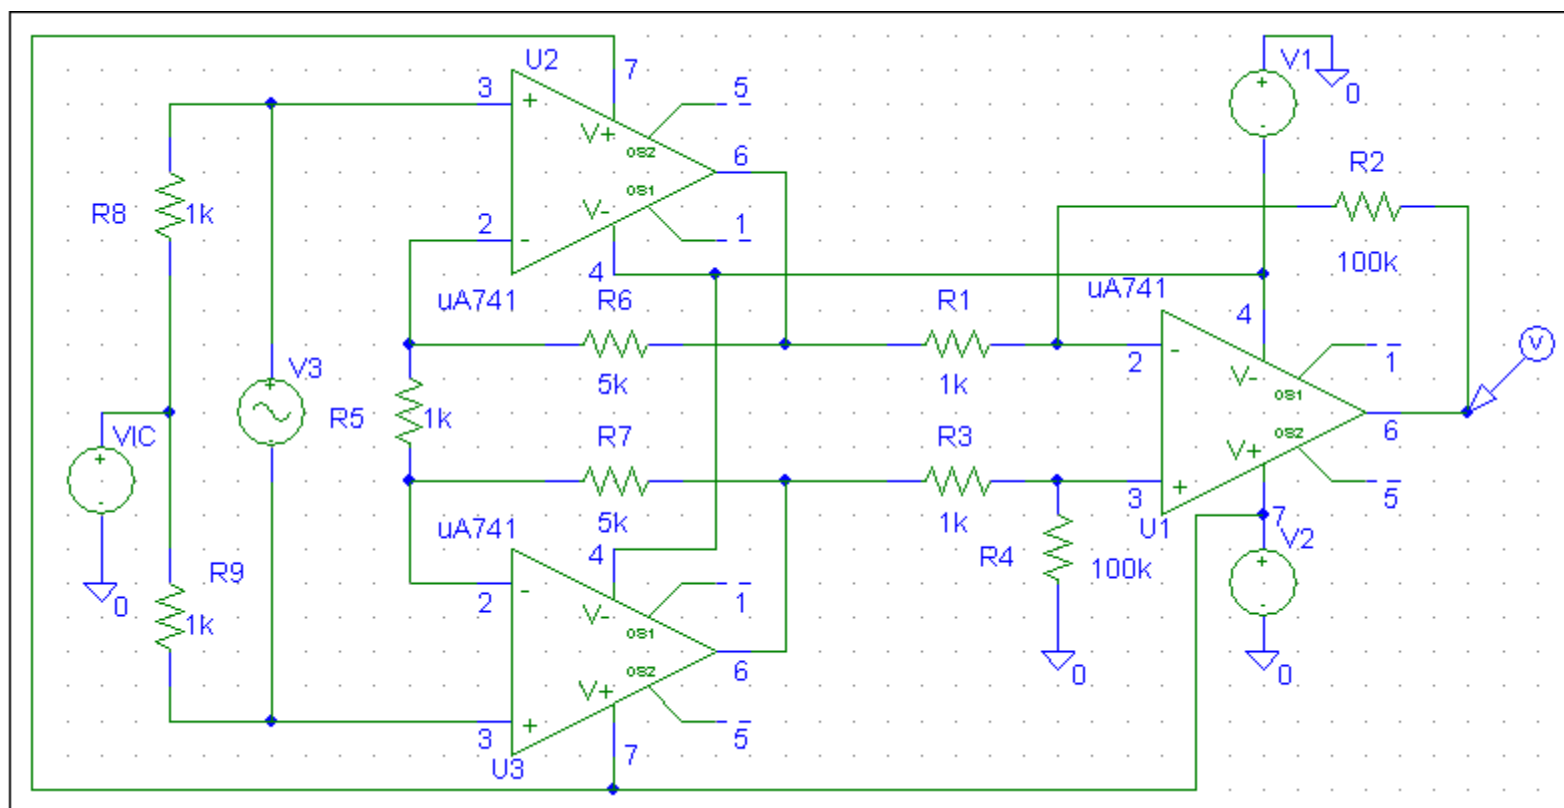 U2
7
3
+
5
V+
OS2
6
OS1
V-
2
-
1
4
uA741
R8
1k
V1
+
-
0
R2
100k
R6
5k
R1
1k
uA741
4
2
-
1
V-
OS1
6
V
V3
+
-
R5
1k
VIC
+
-
0
R7
5k
R3
1k
OS2
V+
3
+
5
U1
7
V2
+
-
0
R4
100k
0
uA741
4
R9
1k
2
-
1
V-
OS1
6
OS2
V+
3
+
5
U3
7